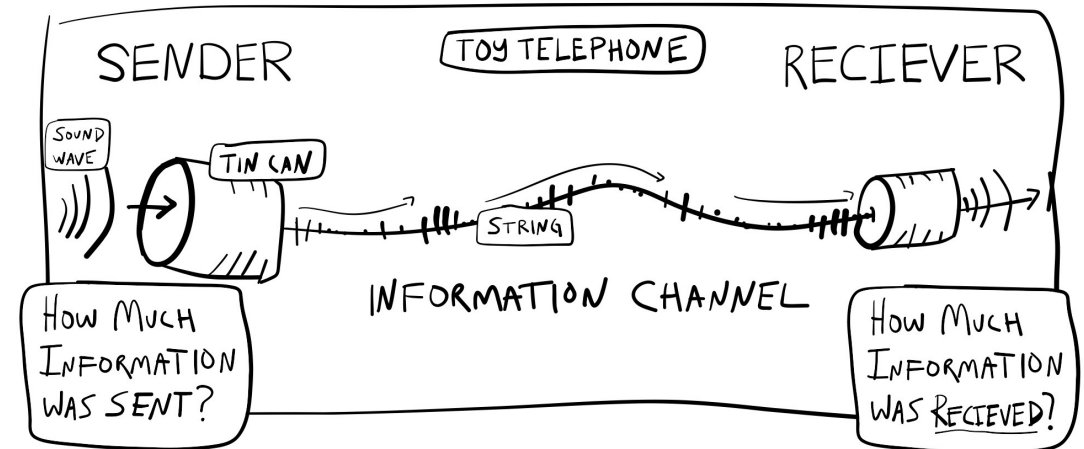 TOY TELEPHONE
SENDER
RECIEVER
SOUND
WAVE
TIN CAN
STRING
INFORMATION CHANNEL
HOW MUCH
INFORMATION
WAS SENT?
HOW MUCH
INFORMATION
WAS RECIEVED?